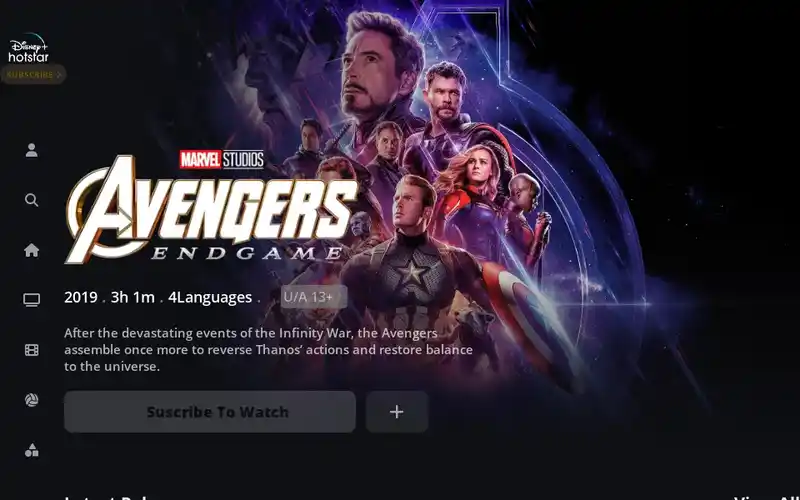 Disney+
hotstar
SUBSCRIBE >
MARVEL STUDIOS
AVENGERS
ENDGAME
2019 . 3h 1m . 4Languages . U/A 13+
After the devastating events of the Infinity War, the Avengers
assemble once more to reverse Thanos' actions and restore balance
to the universe.
Suscribe To Watch
+
View All